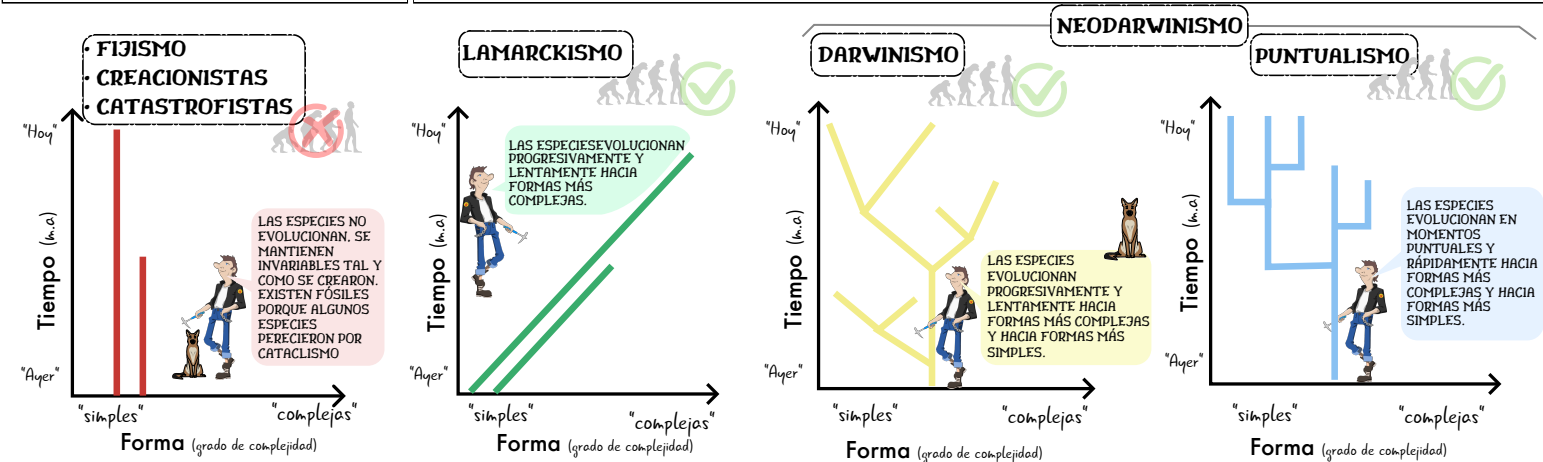 NEODARWINISMO
• FIJISMO
• CREACIONISTAS
• CATASTROFISTAS
"Hoy"
Tiempo (m.a)
"Ayer"
LAS ESPECIES NO
EVOLUCIONAN. SE
MANTIENEN
INVARIABLES TAL Y
COMO SE CREARON.
EXISTEN FÓSILES
PORQUE ALGUNOS
ESPECIES
PERECIERON POR
CATACLISMO
"simples"
"complejas"
Forma (grado de complejidad)
LAMARCKISMO
"Hoy"
Tiempo (m.a)
"Ayer"
LAS ESPECIESEVOLUCIONAN
PROGRESIVAMENTE Y
LENTAMENTE HACIA
FORMAS MÁS
COMPLEJAS.
"simples"
"complejas"
Forma (grado de complejidad)
DARWINISMO
"Hoy"
Tiempo (m.a)
"Ayer"
LAS ESPECIES
EVOLUCIONAN
PROGRESIVAMENTE Y
LENTAMENTE HACIA
FORMAS MÁS COMPLEJAS
Y HACIA FORMAS MÁS
SIMPLES.
"simples"
"complejas"
Forma (grado de complejidad)
PUNTUALISMO
"Hoy"
Tiempo (m.a)
"Ayer"
LAS ESPECIES
EVOLUCIONAN EN
MOMENTOS
PUNTUALES Y
RÁPIDAMENTE HACIA
FORMAS MÁS
COMPLEJAS Y HACIA
FORMAS MÁS
SIMPLES.
"simples"
"complejas"
Forma (grado de complejidad)